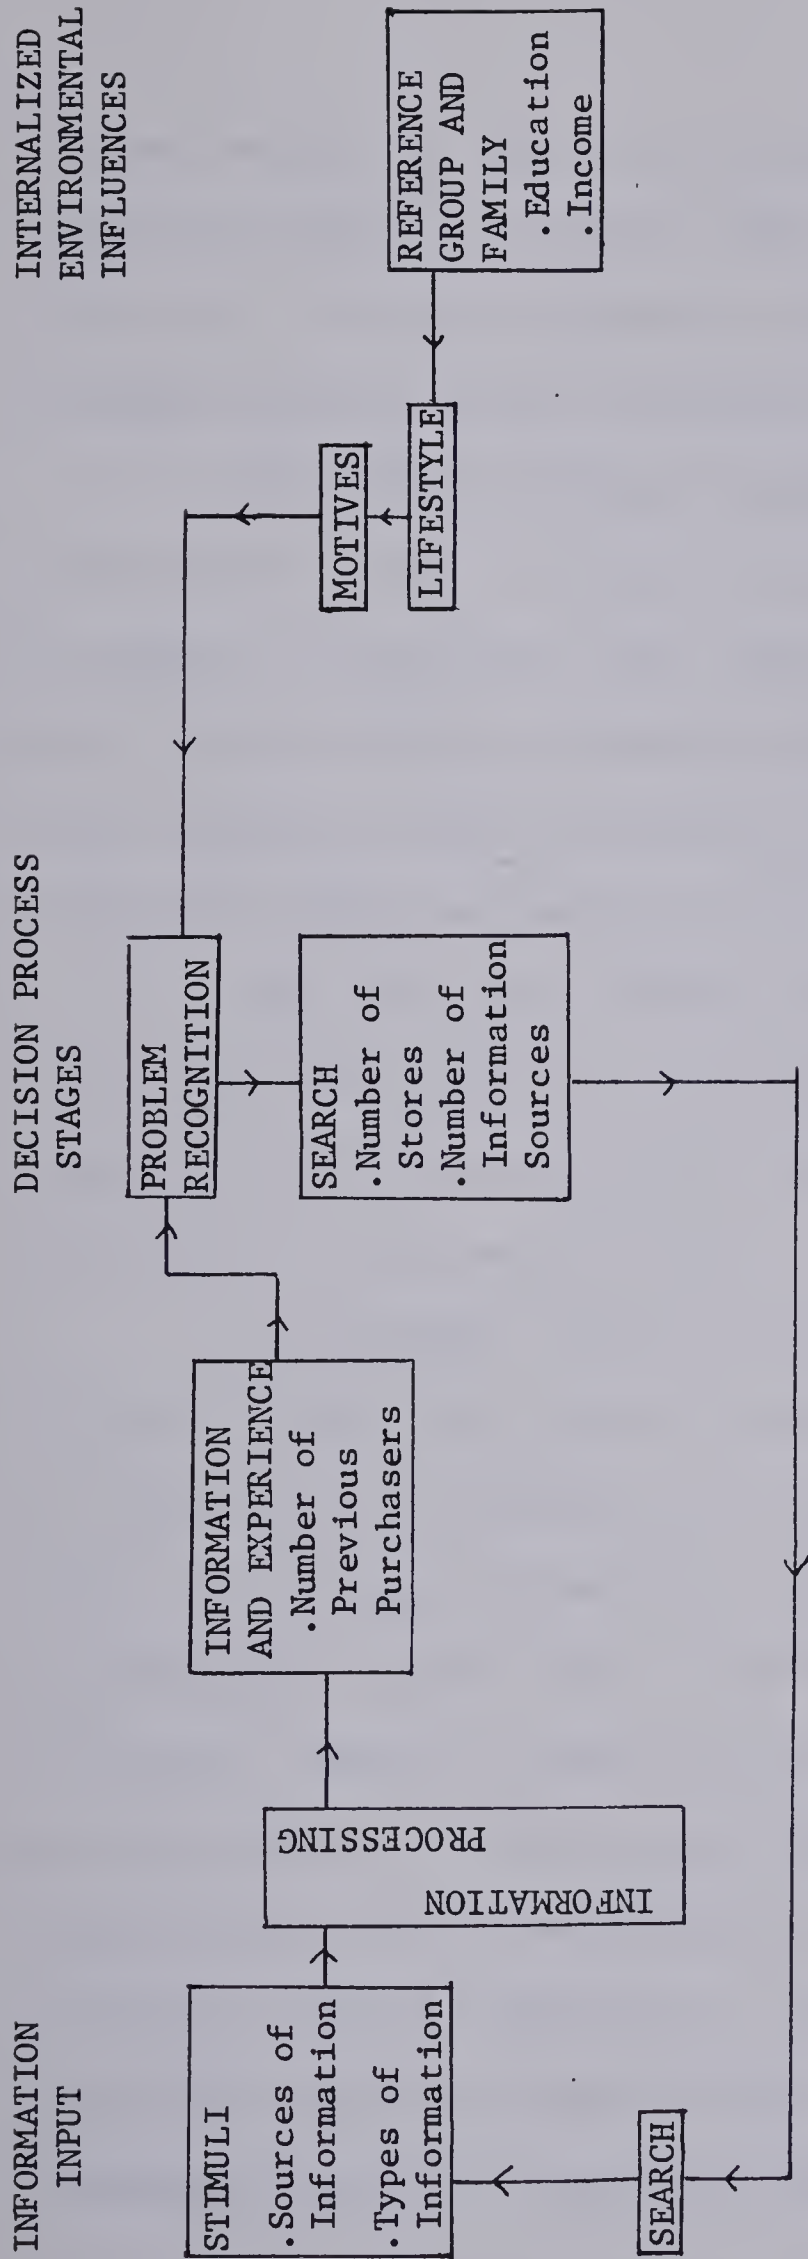 INFORMATION
INPUT
DECISION PROCESS
STAGES
INTERNALIZED
ENVIRONMENTAL
INFLUENCES
STIMULI
.Sources of
Information
.Types of
Information
INFORMATION
PROCESSING
INFORMATION
AND EXPERIENCE
.Number of
Previous
Purchasers
PROBLEM
RECOGNITION
SEARCH
.Number of
Stores
.Number of
Information
Sources
MOTIVES
LIFESTYLE
REFERENCE
GROUP AND
FAMILY
.Education
.Income
SEARCH